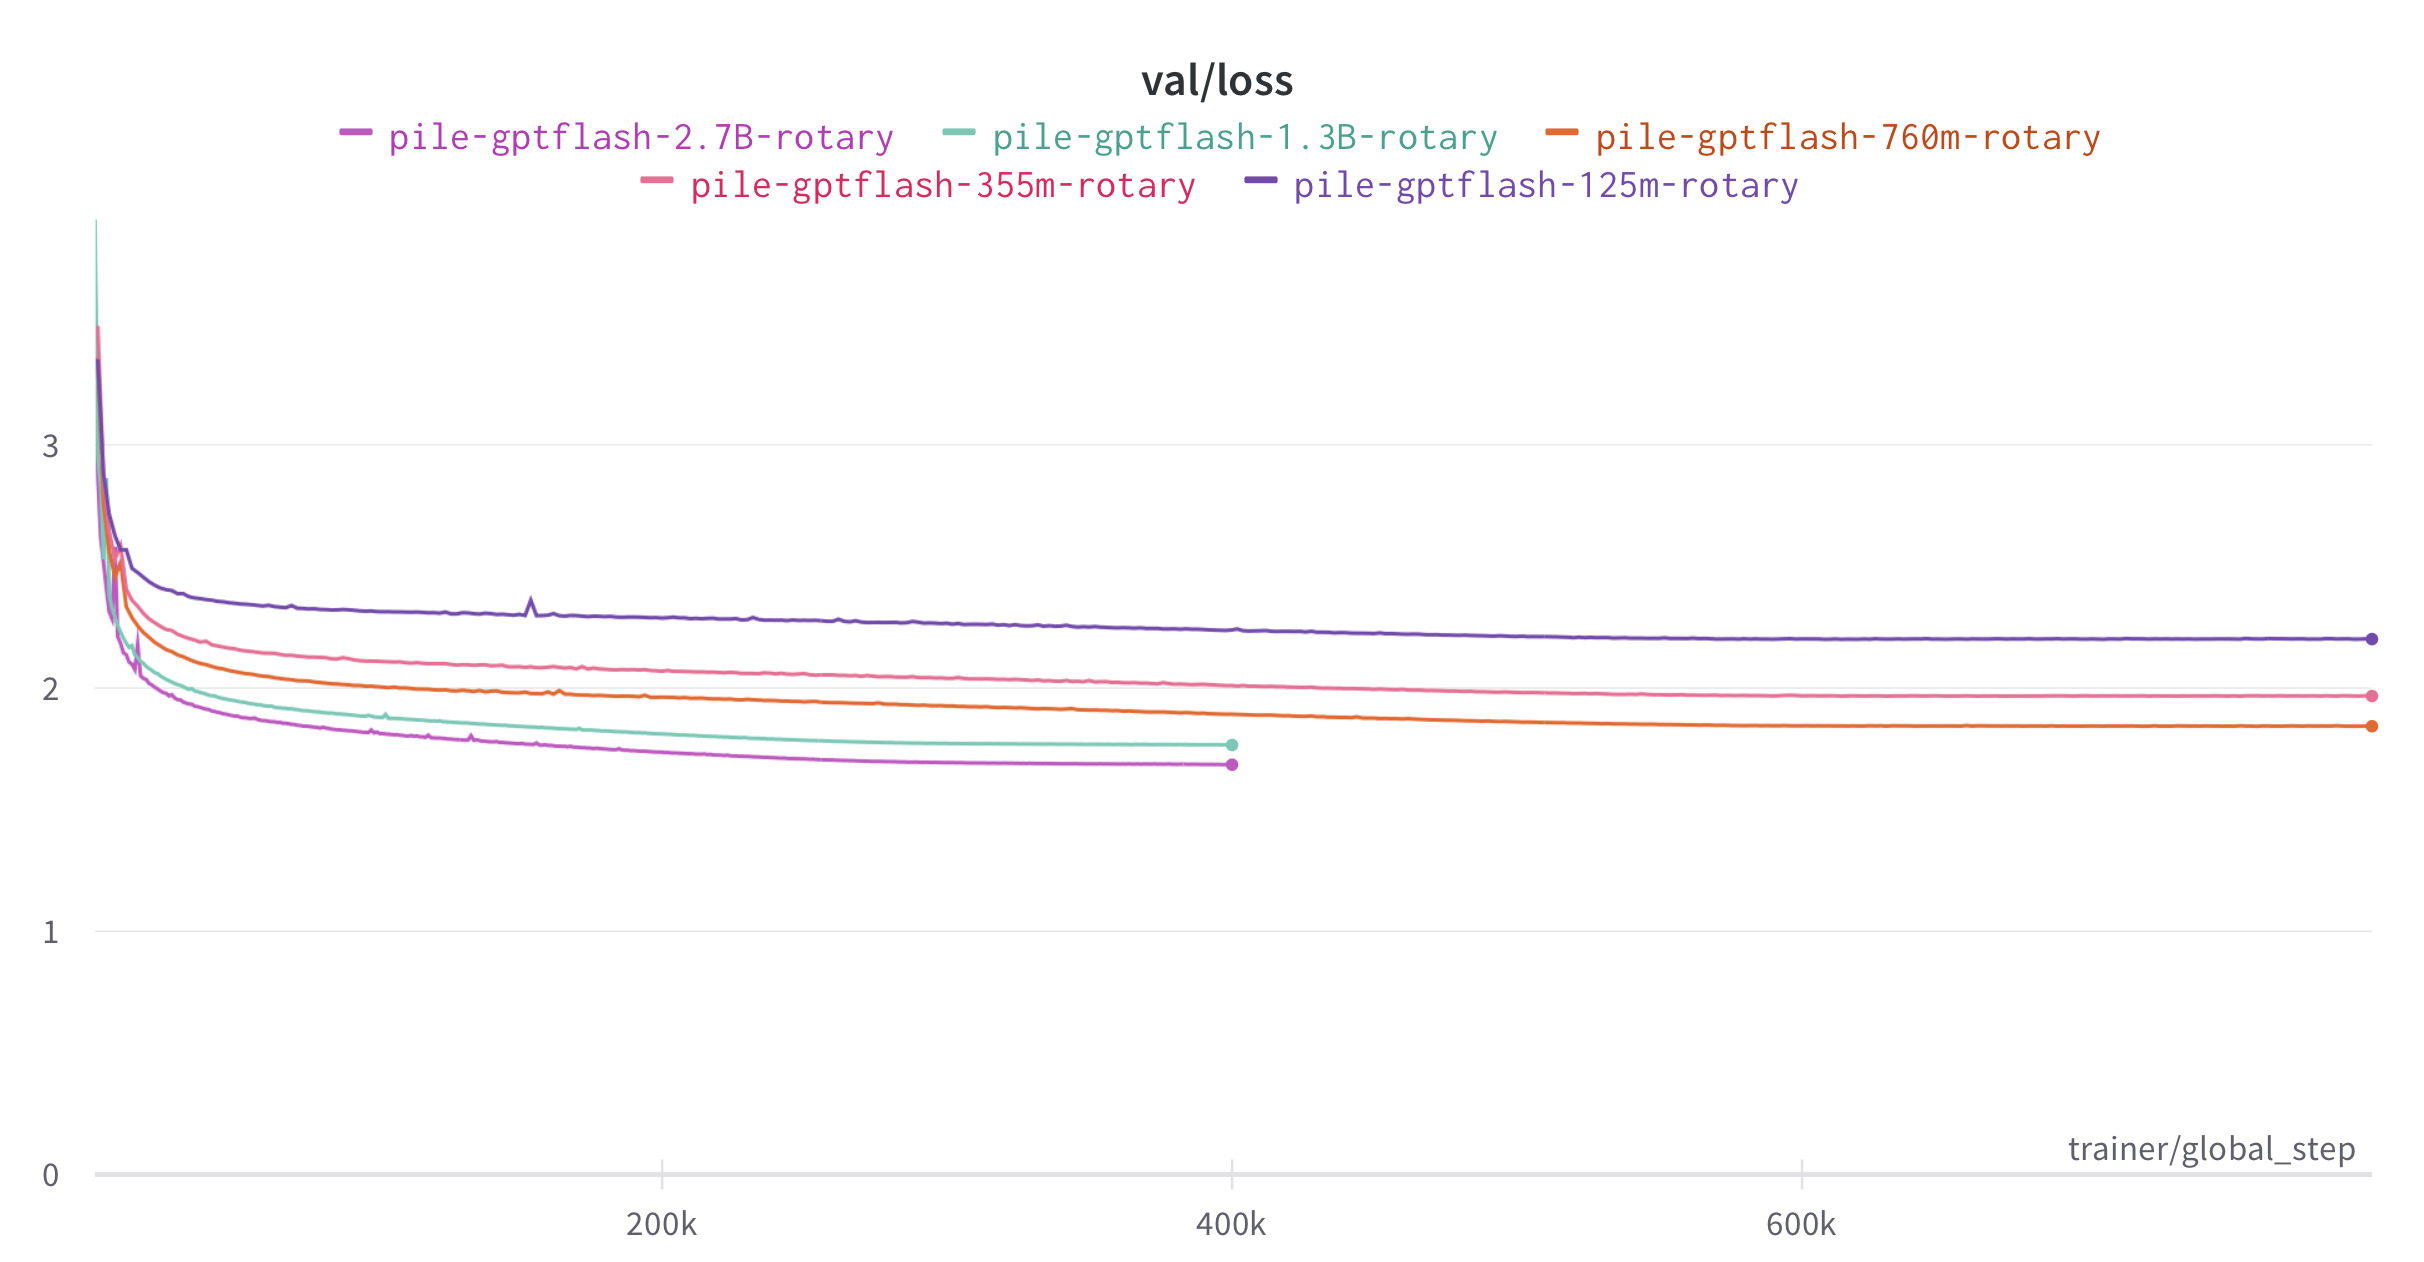 val/loss
pile-gptflash-2.7B-rotary pile-gptflash-1.3B-rotary pile-gptflash-760m-rotary
pile-gptflash-355m-rotary pile-gptflash-125m-rotary
3
2
1
trainer/global_step
0
200k 400k 600k